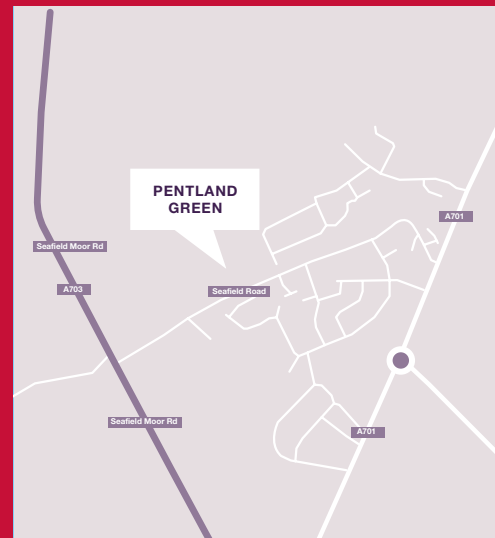 PENTLAND
GREEN
A701
Seafield Moor Rd
A703
Seafield Road
Seafield Moor Rd
A701